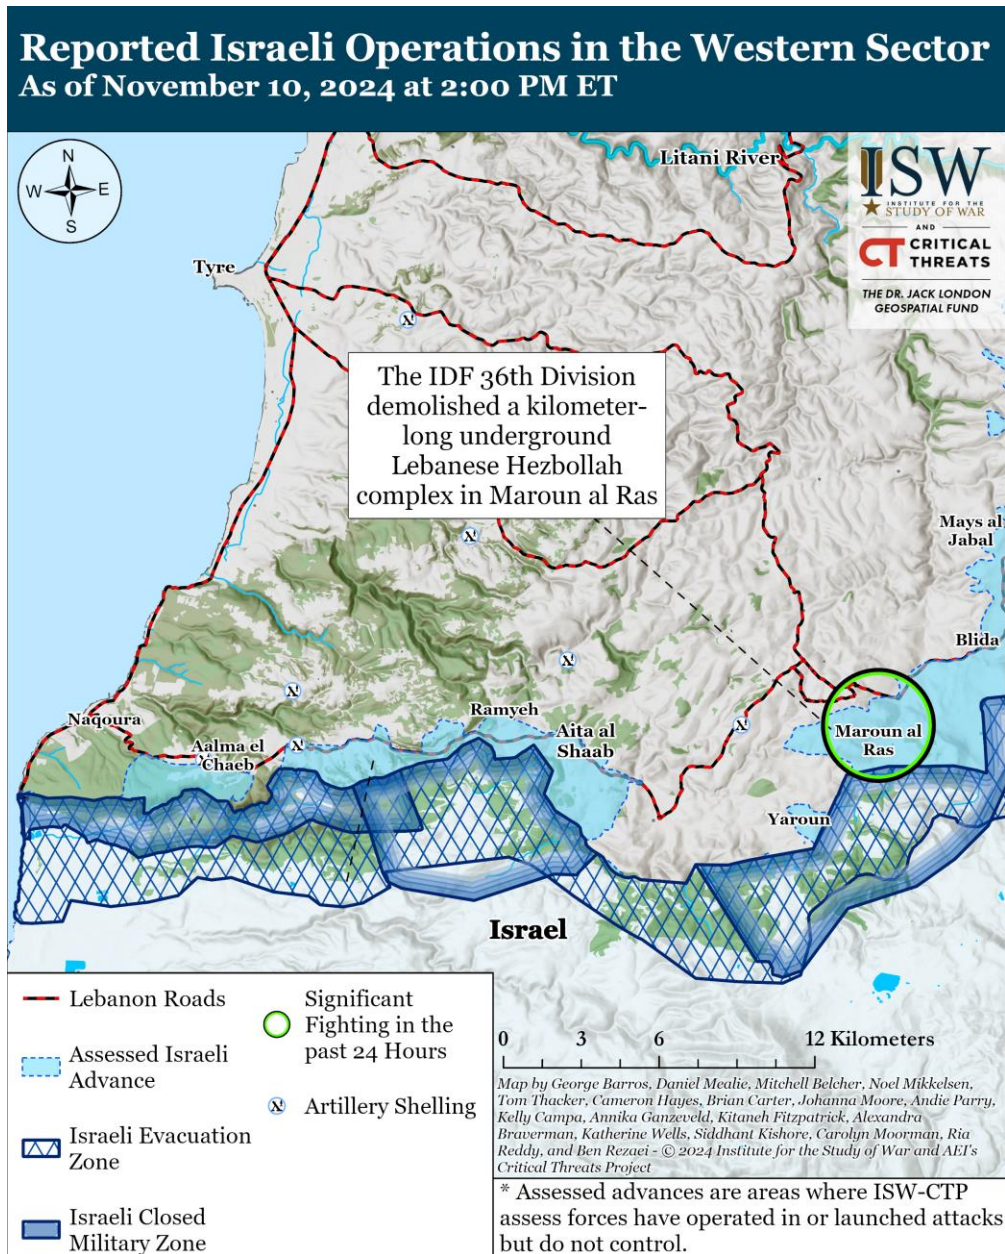 Reported Israeli Operations in the Western Sector
As of November 10, 2024 at 2:00 PM ET
N
W
E
S
Litani River
ISW
INSTITUTE FOR THE
STUDY OF WAR
AND
CT CRITICAL
THREATS
THE DR. JACK LONDON
GEOSPATIAL FUND
Tyre
The IDF 36th Division
demolished a kilometer-
long underground
Lebanese Hezbollah
complex in Maroun al Ras
Mays al
Jabal
Blida
Naqoura
Aalma el
Chaeb
Ramyeh
Aita al
Shaab
Maroun al
Ras
Yaroun
Israel
Lebanon Roads
Assessed Israeli
Advance
Israeli Evacuation
Zone
Israeli Closed
Military Zone
Significant
Fighting in the
past 24 Hours
Artillery Shelling
0 3 6 12 Kilometers
Map by George Barros, Daniel Mealie, Mitchell Belcher, Noel Mikkelsen,
Tom Thacker, Cameron Hayes, Brian Carter, Johanna Moore, Andie Parry,
Kelly Campa, Annika Ganzeveld, Kitaneh Fitzpatrick, Alexandra
Braverman, Katherine Wells, Siddhant Kishore, Carolyn Moorman, Ria
Reddy, and Ben Rezaei - © 2024 Institute for the Study of War and AEI's
Critical Threats Project
* Assessed advances are areas where ISW-CTP
assess forces have operated in or launched attacks
but do not control.